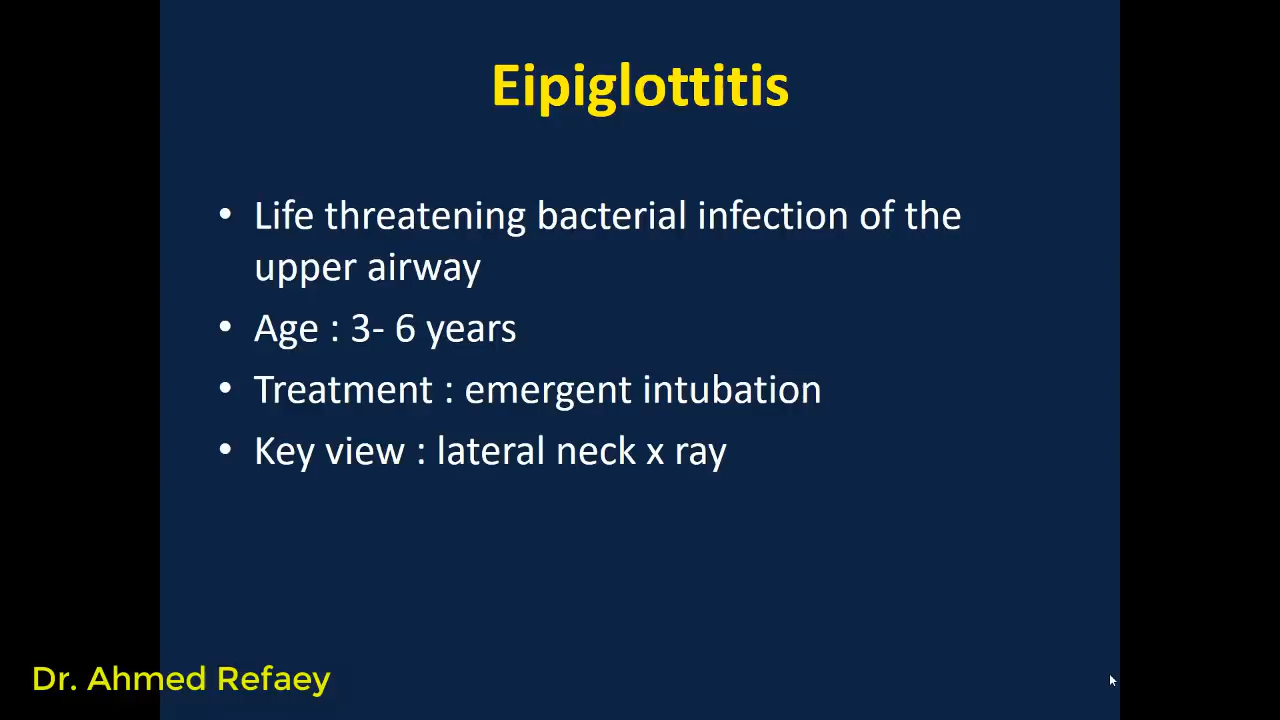 Eipiglottitis
• Life threatening bacterial infection of the
upper airway
• Age : 3- 6 years
• Treatment : emergent intubation
• Key view : lateral neck x ray
Dr. Ahmed Refaey